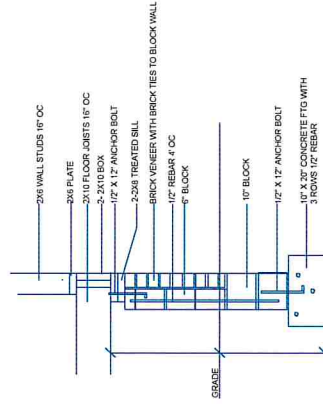 2X6 WALL STUDS 16" OC
2X6 PLATE
2X10 FLOOR JOISTS 16" OC
2- 2X10 BOX
1/2" X 12" ANCHOR BOLT
2-2X8 TREATED SILL
BRICK VENEER WITH BRICK TIES TO BLOCK WALL
1/2" REBAR 4' OC
6" BLOCK
10" BLOCK
1/2" X 12" ANCHOR BOLT
10" X 20" CONCRETE FTG WITH
3 ROWS 1/2" REBAR
GRADE